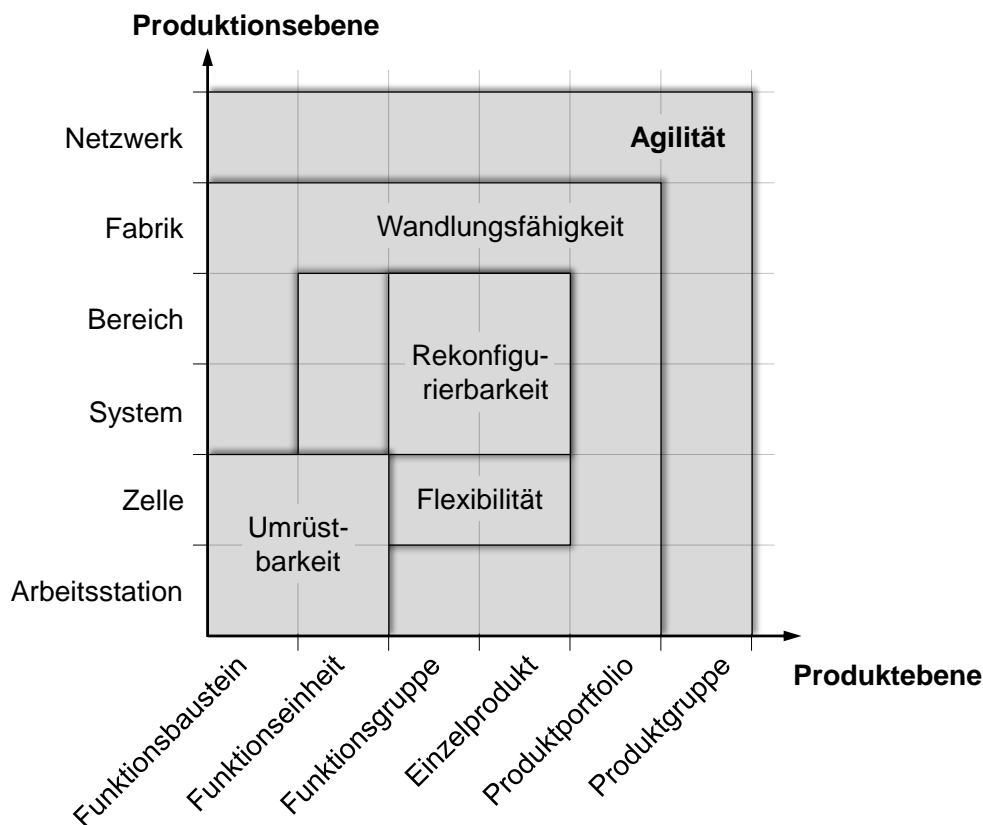 Produktionsebene
Netzwerk
Agilität
Fabrik
Wandlungsfähigkeit
Bereich
Rekonfigu-
rierbarkeit
System
Zelle
Flexibilität
Umrüst-
barkeit
Arbeitsstation
Produktebene
Funktionsbaustein
Funktionseinheit
Funktionsgruppe
Einzelprodukt
Produktportfolio
Produktgruppe